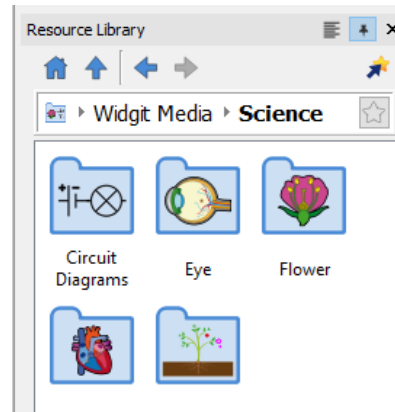 Resource Library
Widgit Media Science
Circuit
Diagrams
Eye
Flower